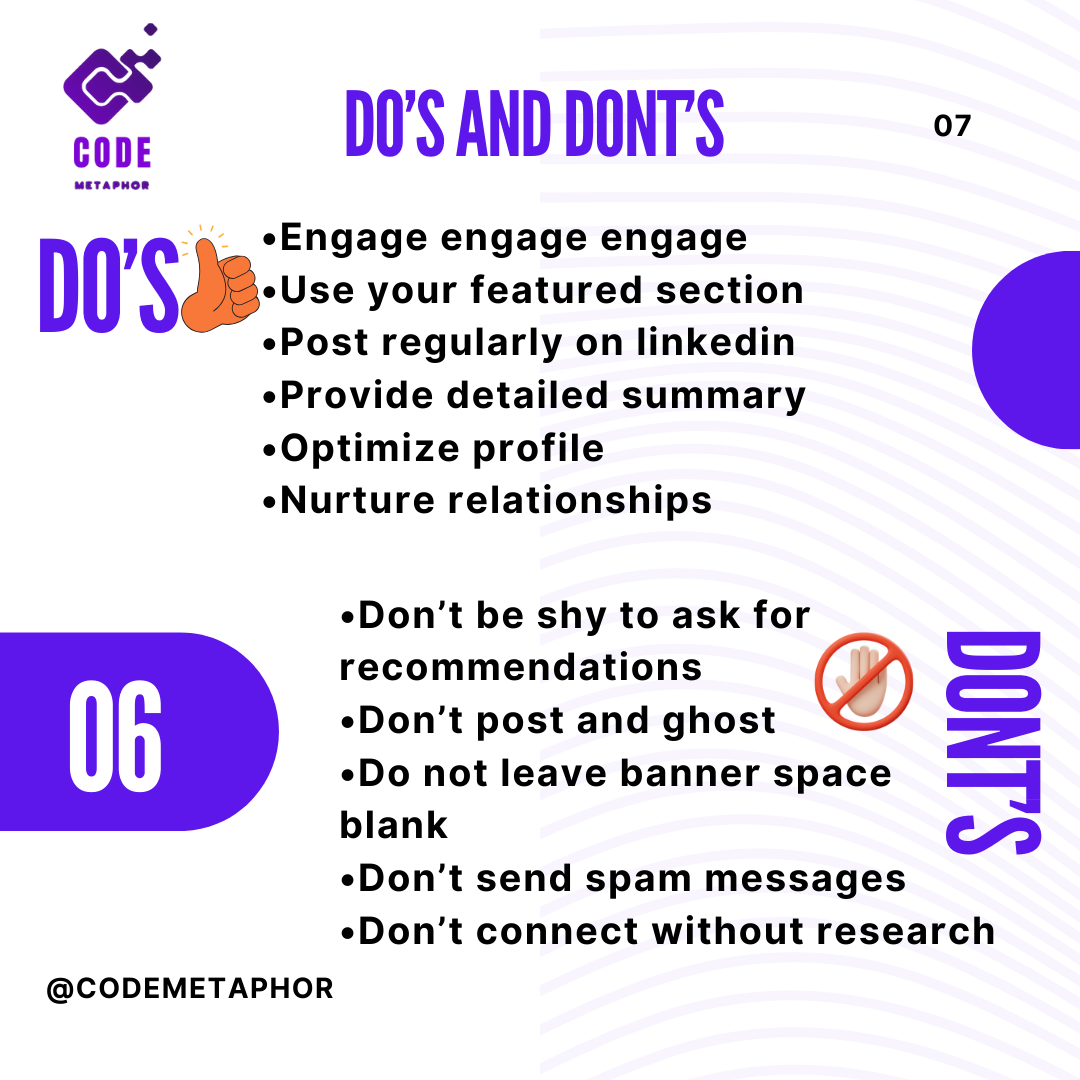 CODE
METAPHOR
DO'S AND DONT'S
07
DO'S
•Engage engage engage
•Use your featured section
•Post regularly on linkedin
•Provide detailed summary
•Optimize profile
•Nurture relationships
06
•Don’t be shy to ask for
recommendations
•Don’t post and ghost
•Do not leave banner space
blank
•Don’t send spam messages
•Don’t connect without research
DONT'S
@CODEMETAPHOR